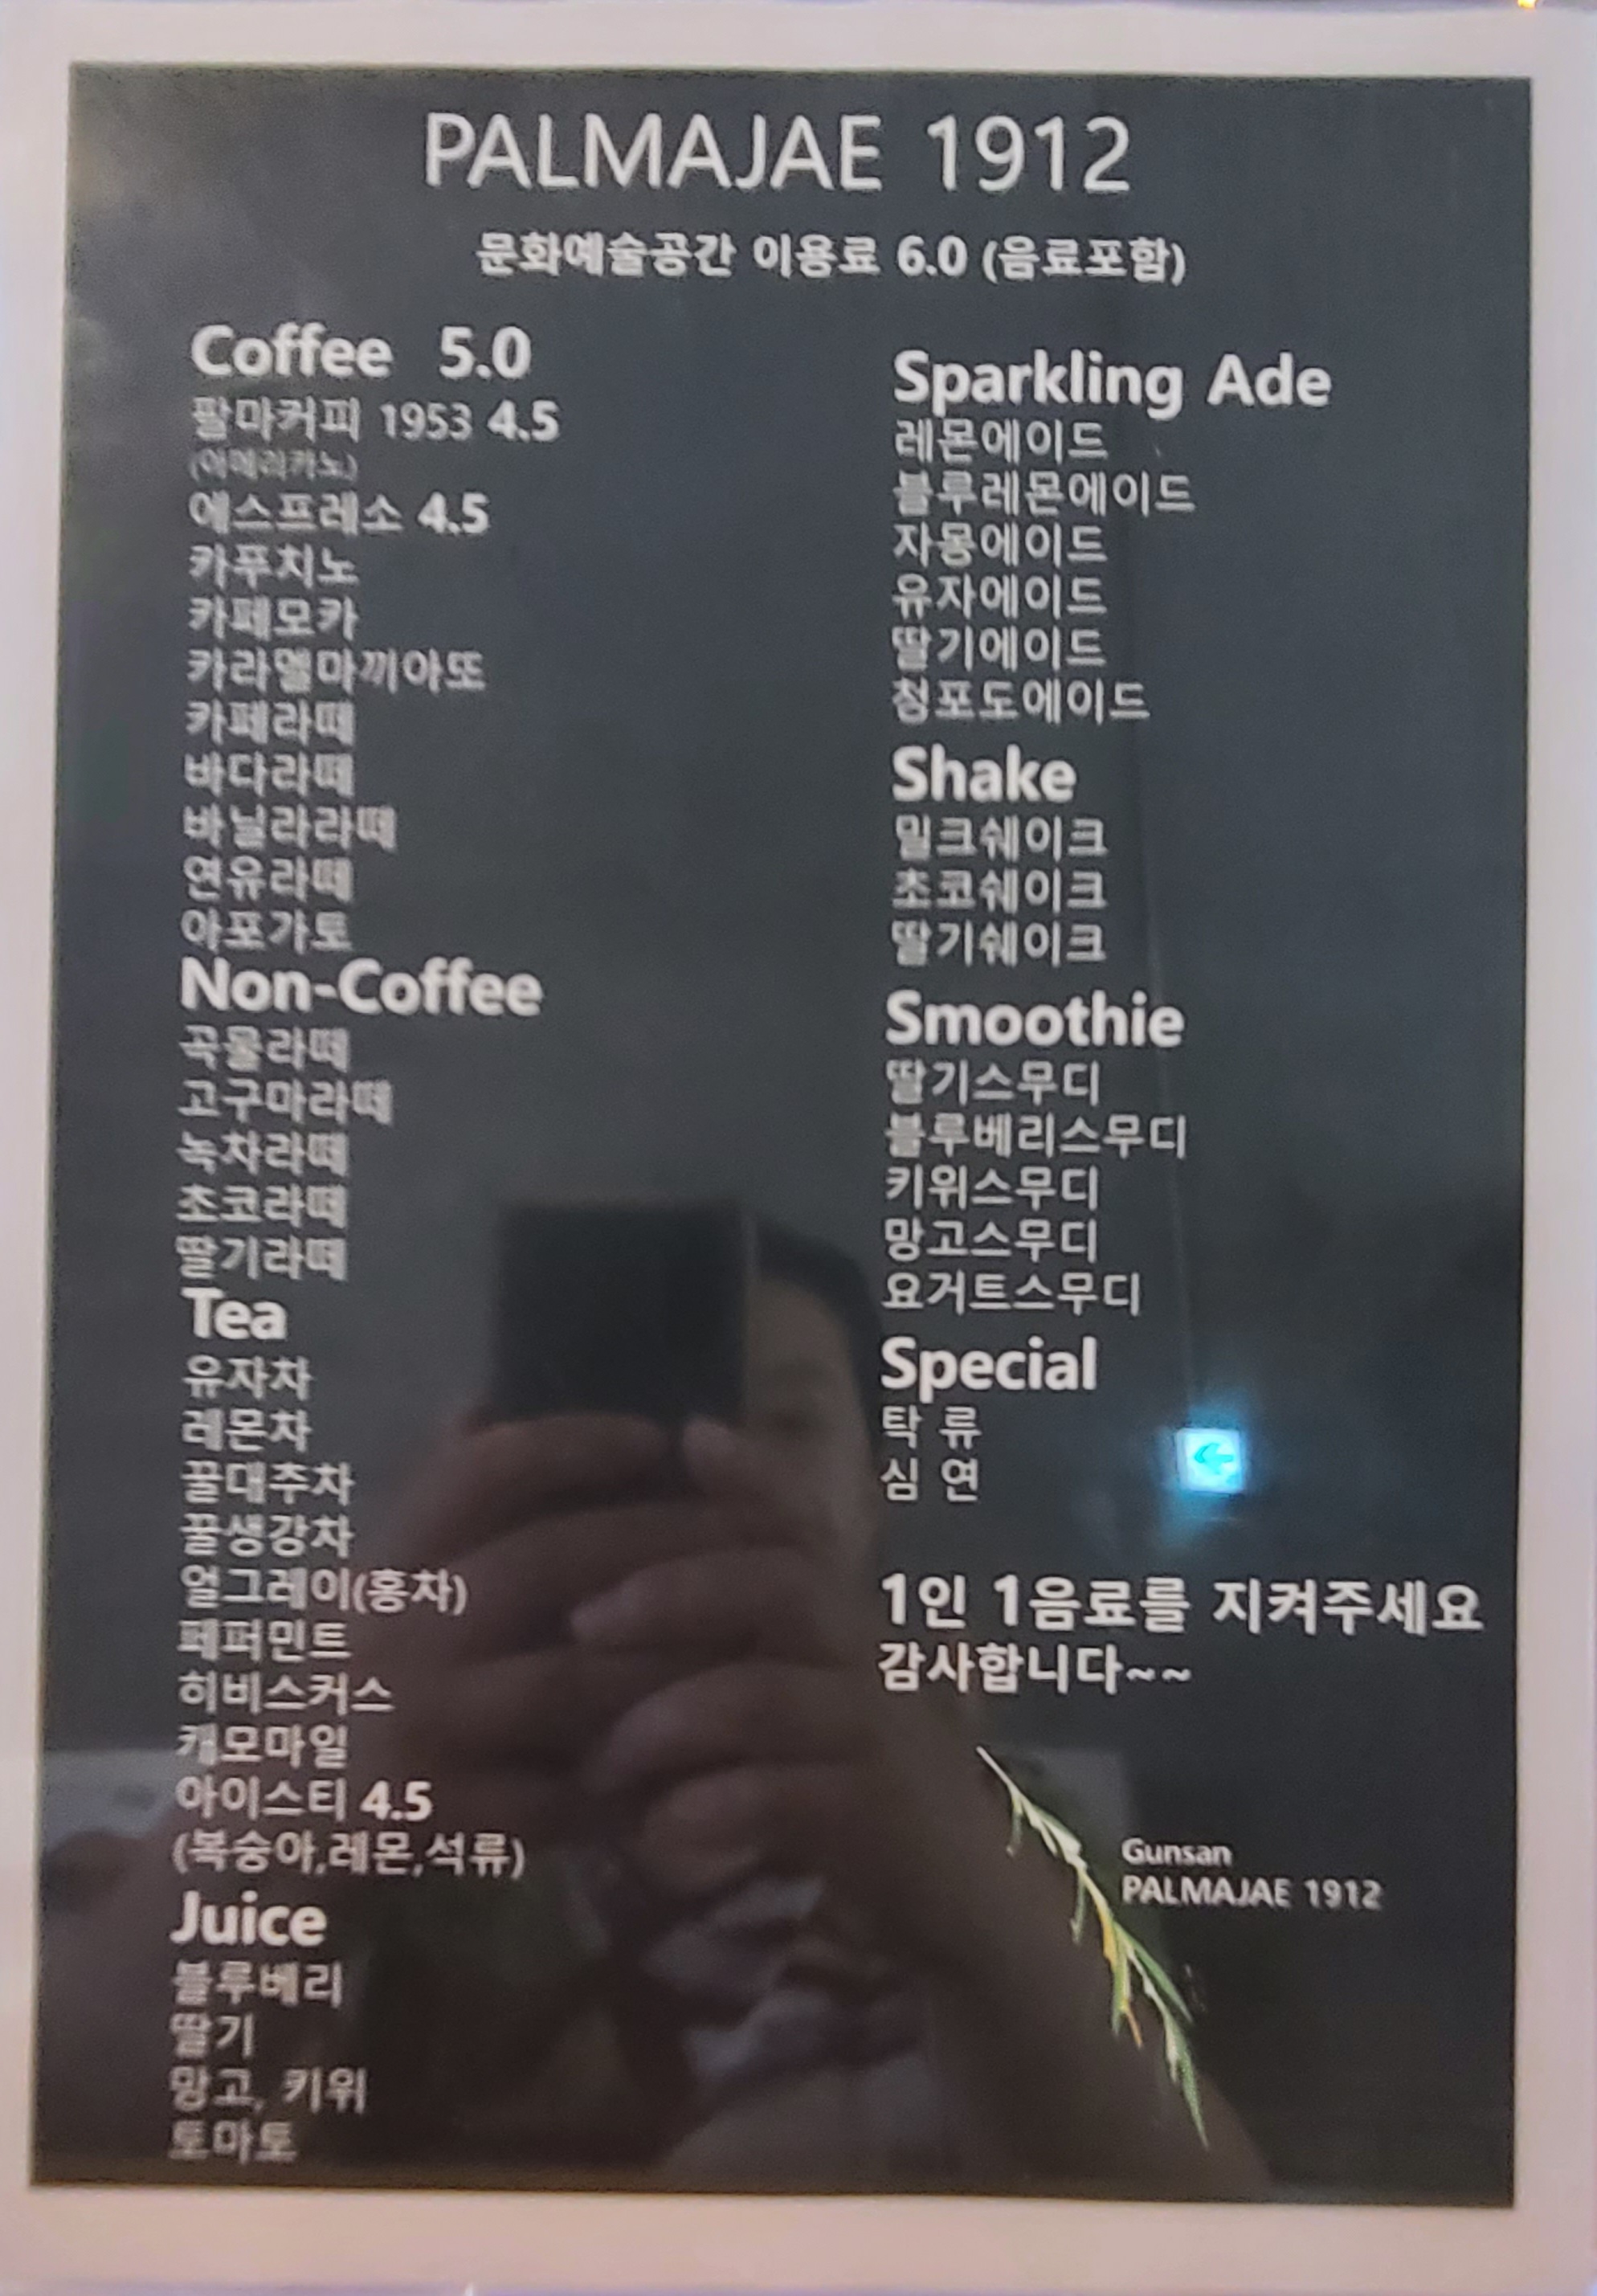 PALMAJAE 1912
문화예술공간 이용료 6.0 (음료포함)
Coffee 5.0
팔마커피 1953 4.5
(아메리카노)
에스프레소 4.5
카푸치노
카페모카
카라멜마끼아또
카페라떼
바다라떼
바닐라라떼
연유라떼
아포가토
Non-Coffee
곡물라떼
고구마라떼
녹차라떼
초코라떼
딸기라떼
Tea
유자차
레몬차
꿀대추차
꿀생강차
얼그레이(홍차)
페퍼민트
히비스커스
캐모마일
아이스티 4.5
(복숭아,레몬,석류)
Juice
블루베리
딸기
망고, 키위
토마토
Sparkling Ade
레몬에이드
블루레몬에이드
자몽에이드
유자에이드
딸기에이드
청포도에이드
Shake
밀크쉐이크
초코쉐이크
딸기쉐이크
Smoothie
딸기스무디
블루베리스무디
키위스무디
망고스무디
요거트스무디
Special
탁 류
심 연
1인 1음료를 지켜주세요
감사합니다~~
Gunsan
PALMAJAE 1912